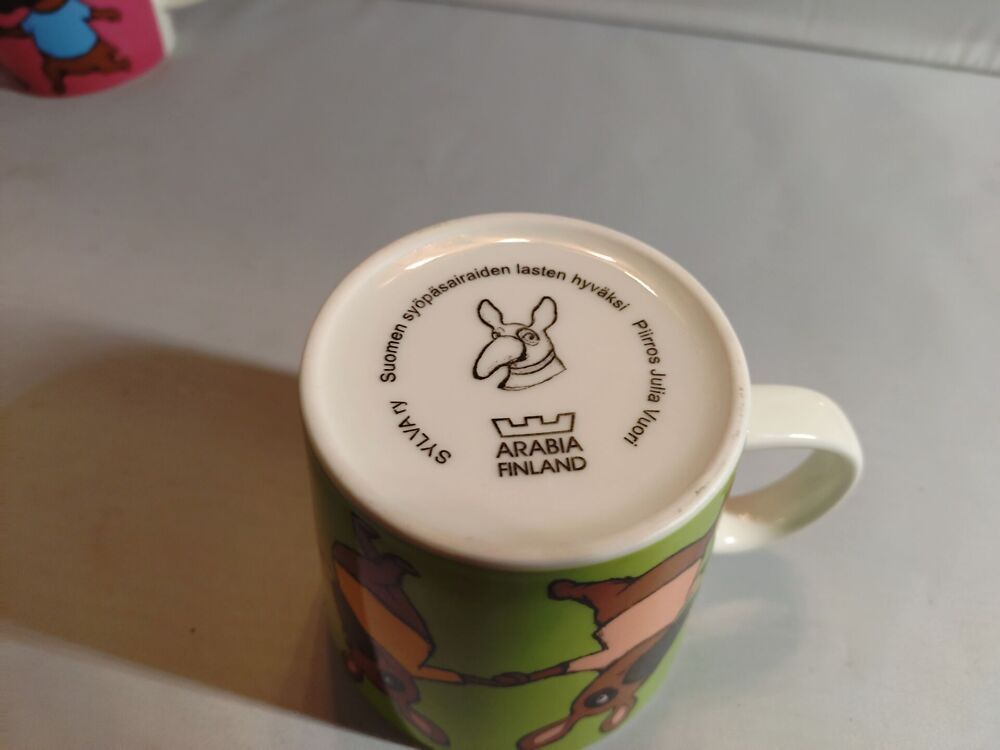 SYLVA ry Suomen syöpäsairaiden lasten hyväksi Piirros Julia Vuori
ARABIA
FINLAND